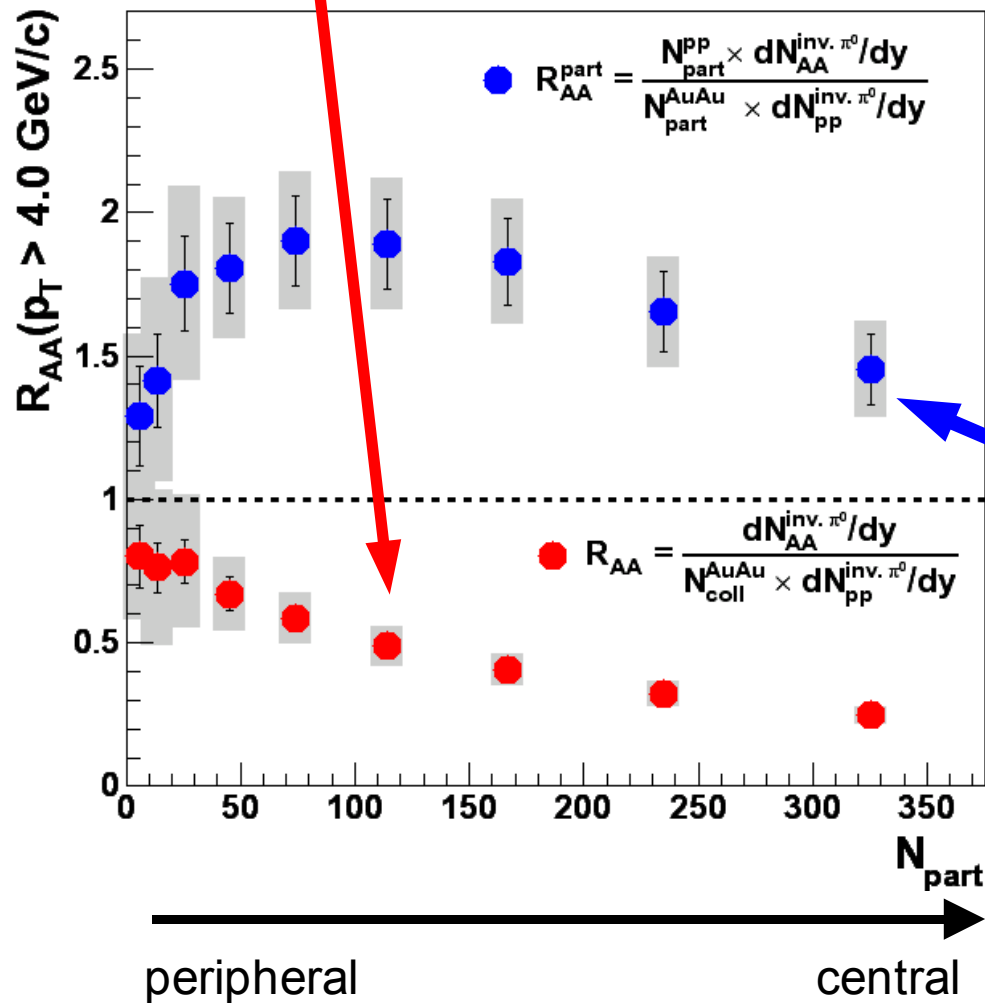 R_AA(p_T > 4.0 GeV/c)
2.5
2
1.5
1
0.5
0
R_AA^part = N_part^pp × dN_AA^inv. π⁰/dy
N_part^AuAu × dN_pp^inv. π⁰/dy
R_AA = dN_AA^inv. π⁰/dy
N_coll^AuAu × dN_pp^inv. π⁰/dy
0 50 100 150 200 250 300 350
N_part
peripheral central